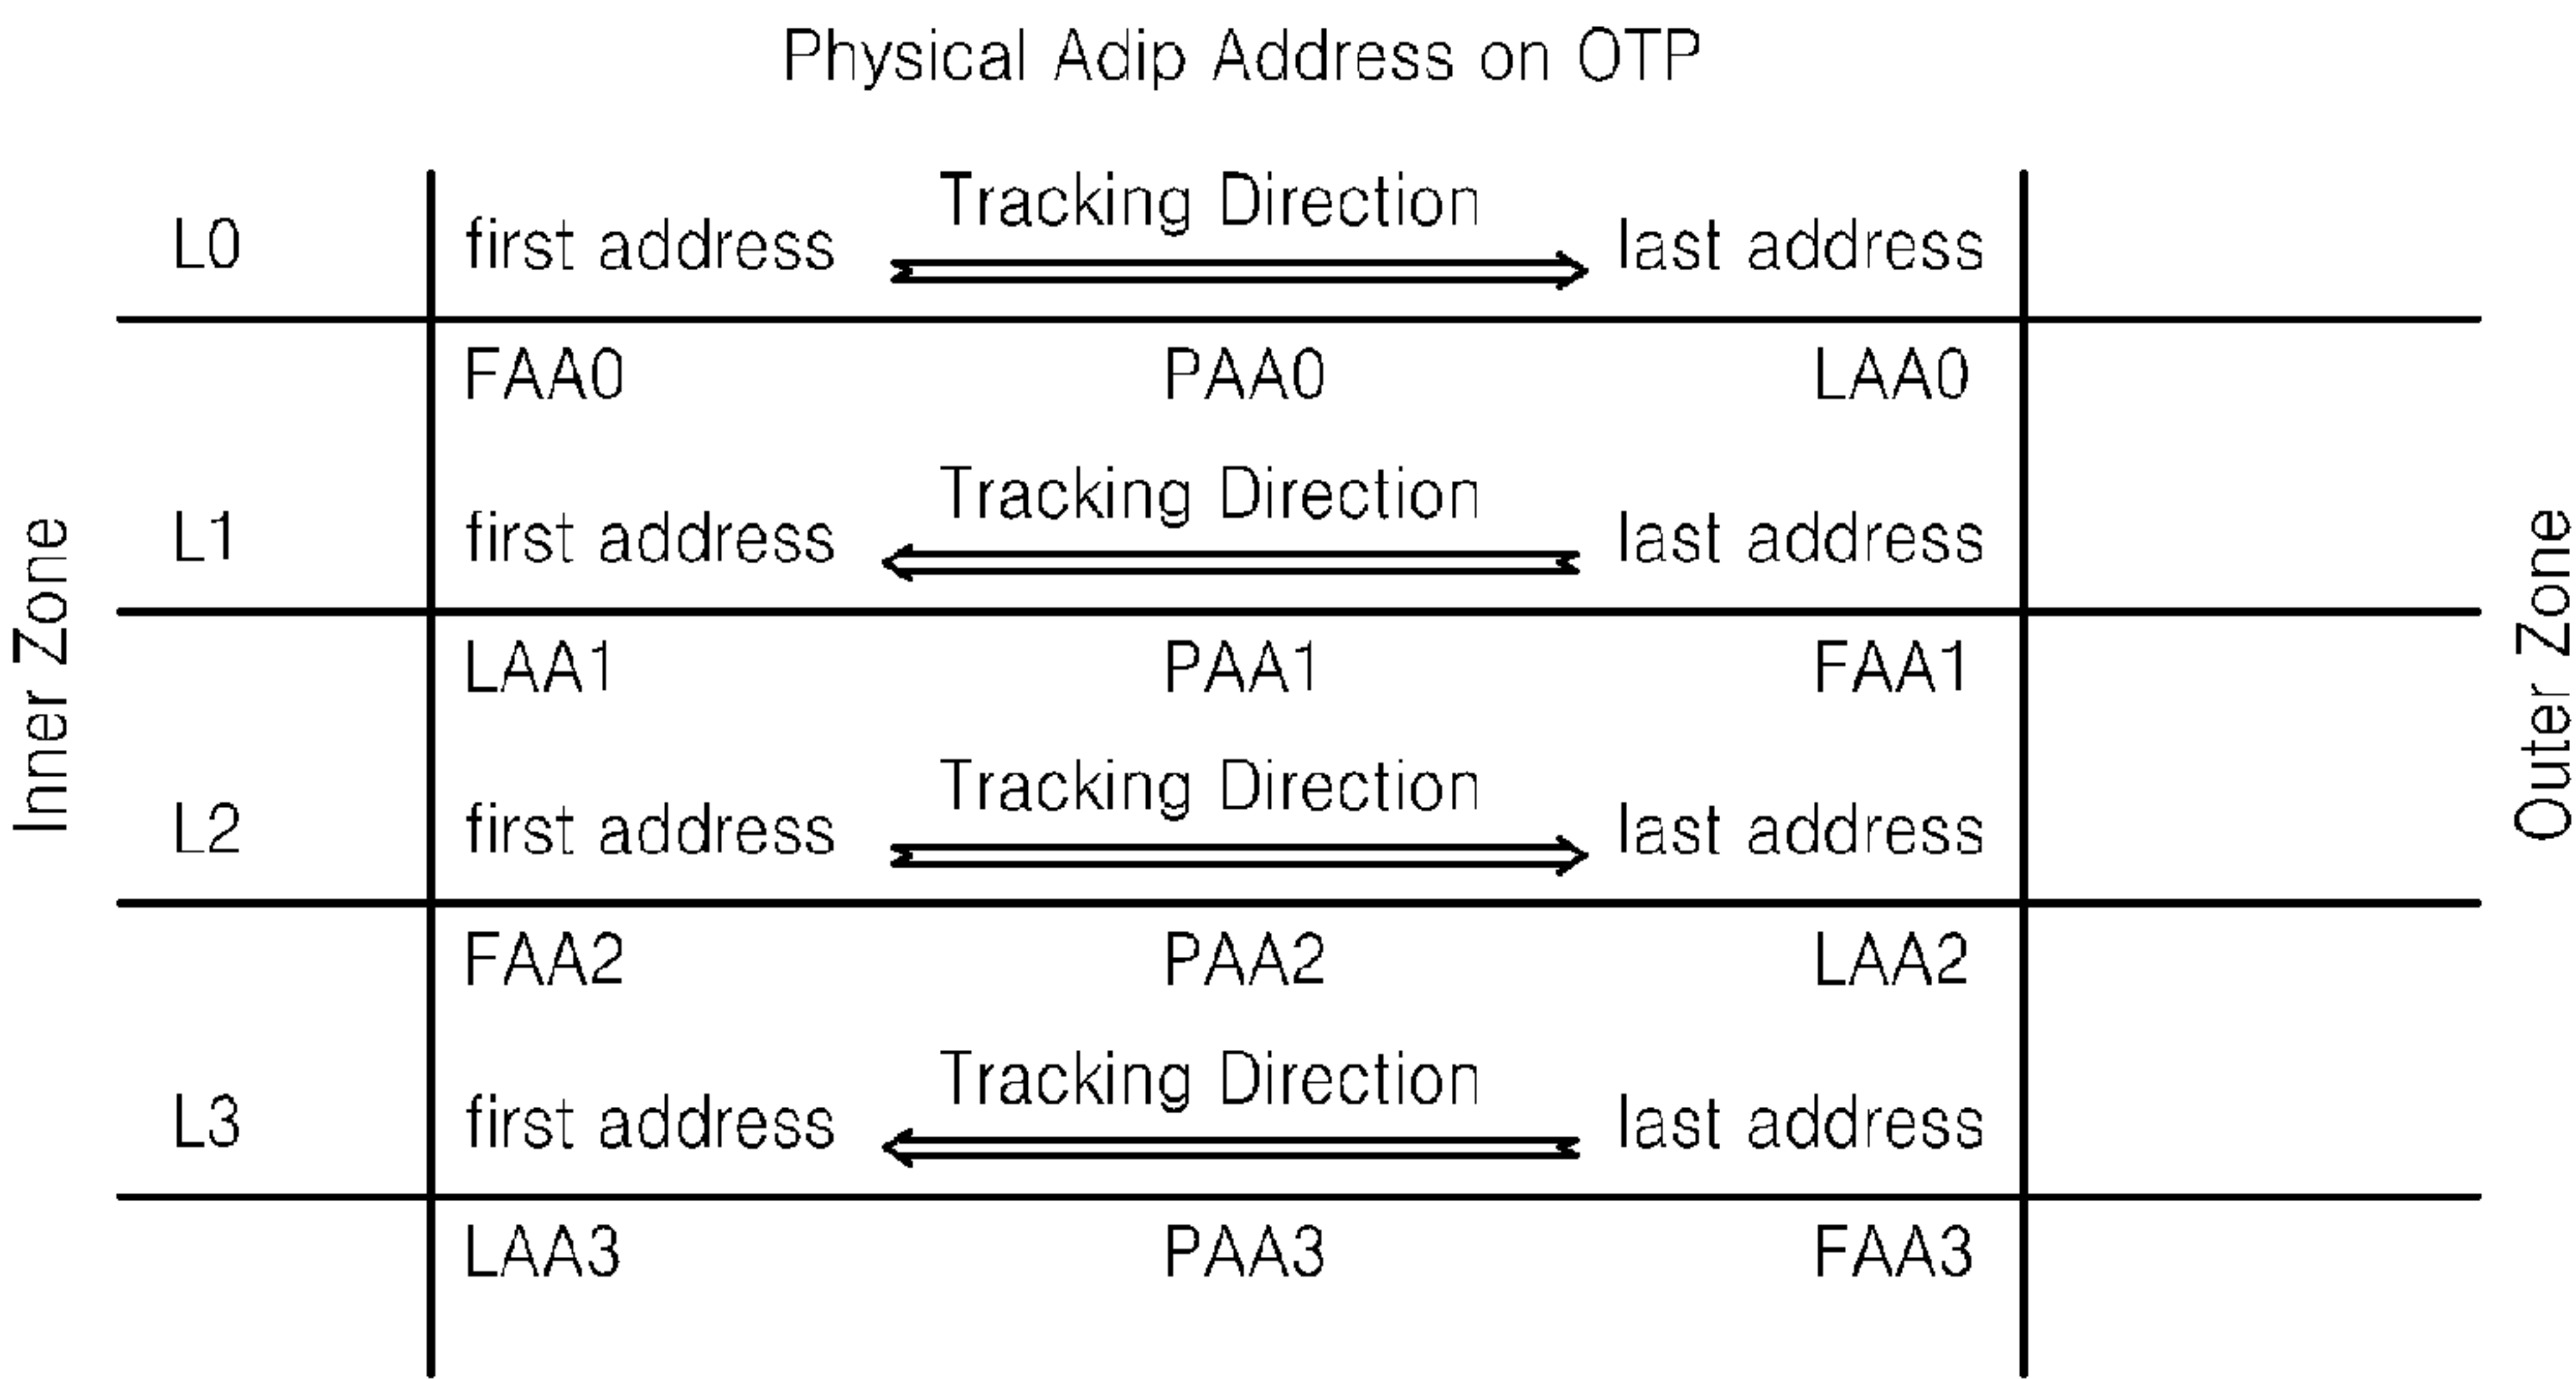 Physical Adip Address on OTP
Tracking Direction
L0 first address last address
FAA0 PAA0 LAA0
Tracking Direction
L1 first address last address
LAA1 PAA1 FAA1
Inner Zone
Outer Zone
Tracking Direction
L2 first address last address
FAA2 PAA2 LAA2
Tracking Direction
L3 first address last address
LAA3 PAA3 FAA3